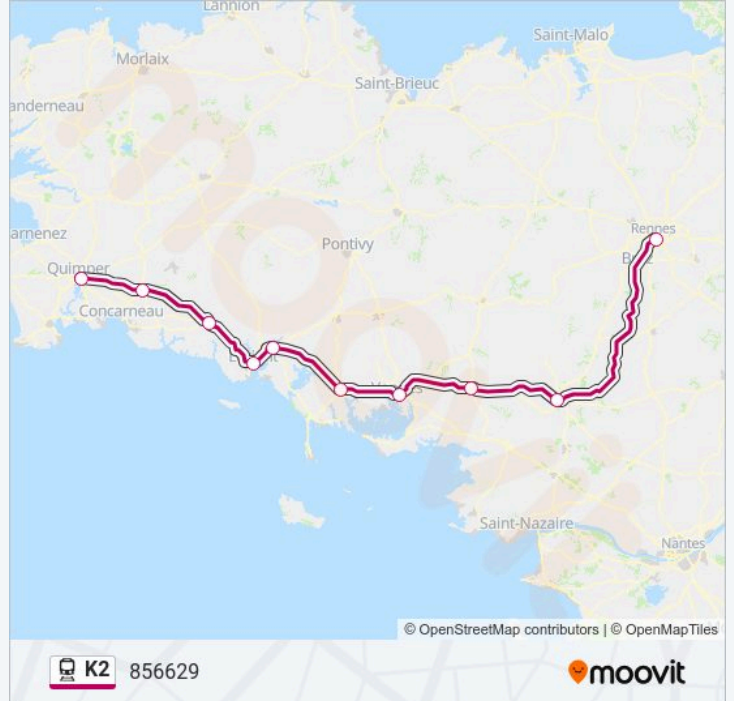 Lannion
Saint-Malo
Morlaix
Saint-Brieuc
anderneau
Rennes
arnenez
Pontivy
Quimper
Concarneau
Saint-Nazaire
Nantes
© OpenStreetMap contributors | © OpenMapTiles
K2 856629
moovit